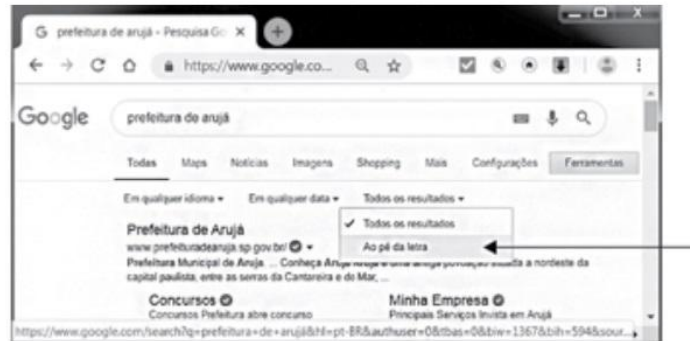 G prefeitura de arujá - Pesquisa Go X +
https://www.google.co...
Google prefeitura de arujá
Todas Maps Notícias Imagens Shopping Mais Configurações Ferramentas
Em qualquer idioma Em qualquer data Todos os resultados
✓ Todos os resultados
Ao pé da letra
Prefeitura de Arujá
www.prefeituradearuja.sp.gov.br/
Prefeitura Municipal de Aruja. ... Conheça Arujá a nordeste da
capital paulista, entre as serras da Cantareira e do Mar, ...
Concursos Minha Empresa
Concursos Prefeitura abre concurso Principais Serviços Invista em Arujá
https://www.google.com/search?q=prefeitura+de+arujá&hl=pt-BR&authuser=0&tbas=0&biw=1367&bih=594&sour...